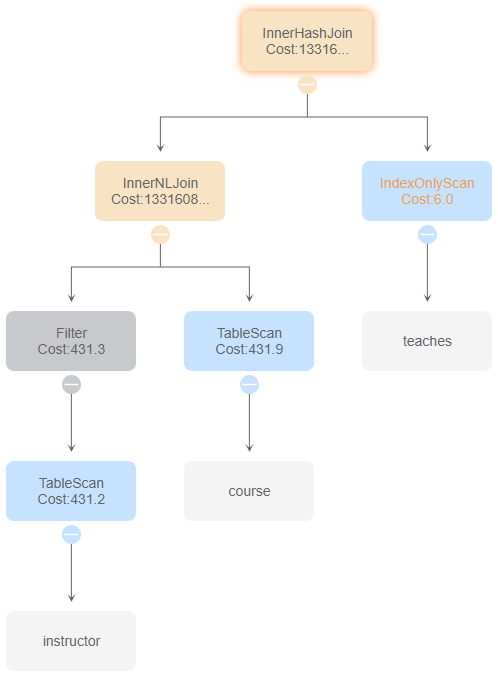 InnerHashJoin
Cost:13316...
InnerNLJoin
Cost:1331608...
IndexOnlyScan
Cost:6.0
Filter
Cost:431.3
TableScan
Cost:431.9
teaches
TableScan
Cost:431.2
course
instructor